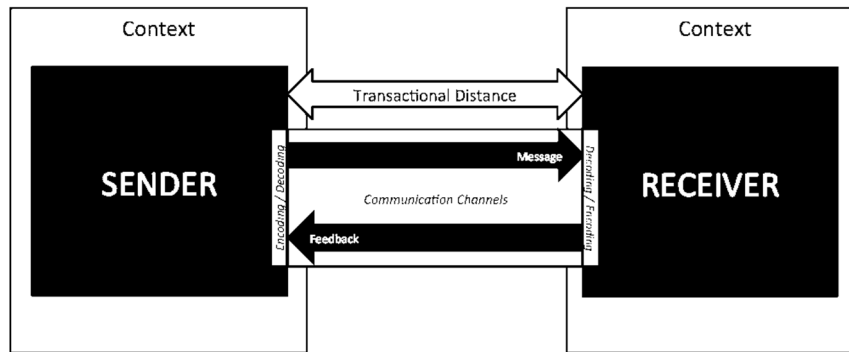 Context
Context
Transactional Distance
Message
SENDER
Encoding / Decoding
Communication Channels
Decoding / Encoding
RECEIVER
Feedback